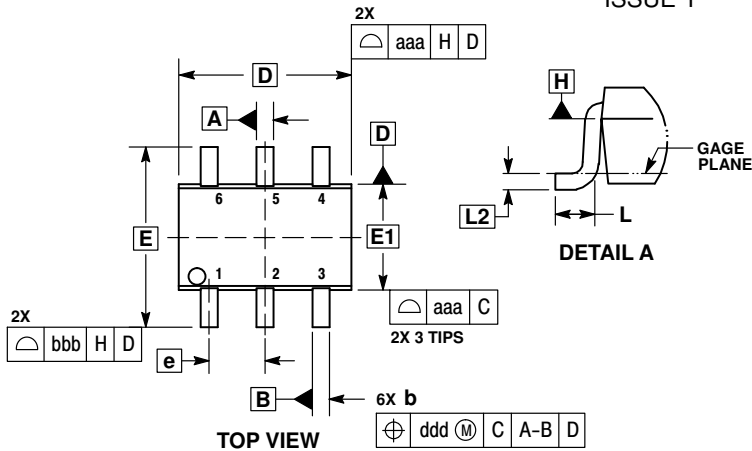 ISSUE Y
2X
⌓ aaa H D
D
A
D
H
GAGE
PLANE
6 5 4
E
E1
L2
L
DETAIL A
1 2 3
2X
⌓ bbb H D
⌓ aaa C
2X 3 TIPS
e
B
6X b
⌖ ddd Ⓜ C A-B D
TOP VIEW